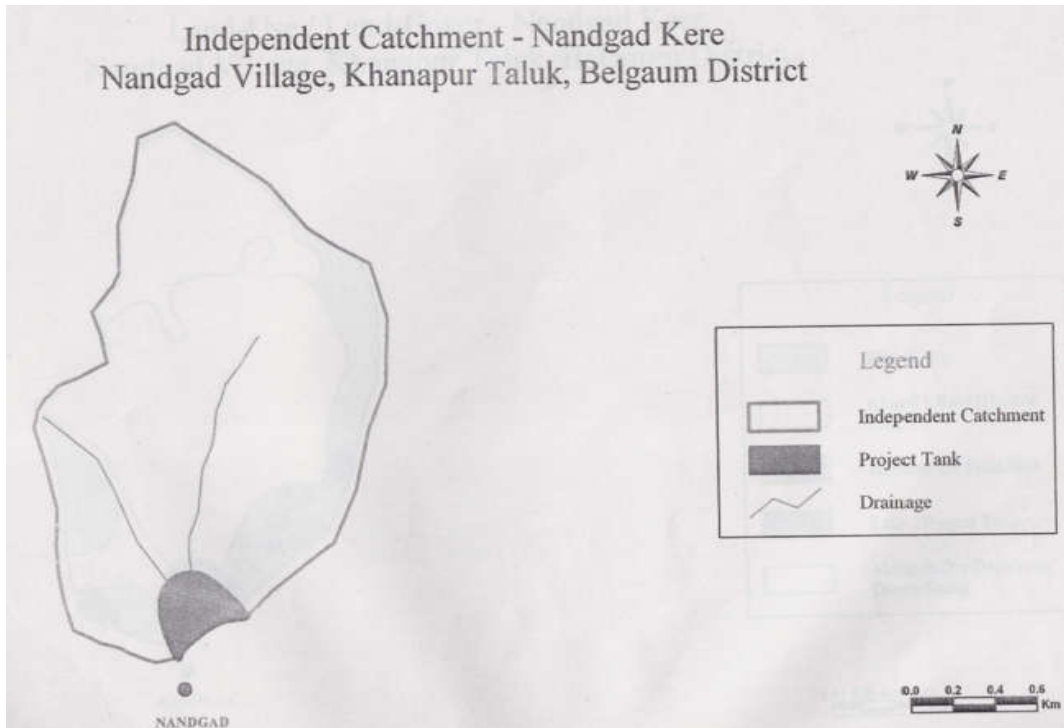 Independent Catchment - Nandgad Kere
Nandgad Village, Khanapur Taluk, Belgaum District
N
W E
S
Legend
Independent Catchment
Project Tank
Drainage
NANDGAD
0.0 0.2 0.4 0.6
Km